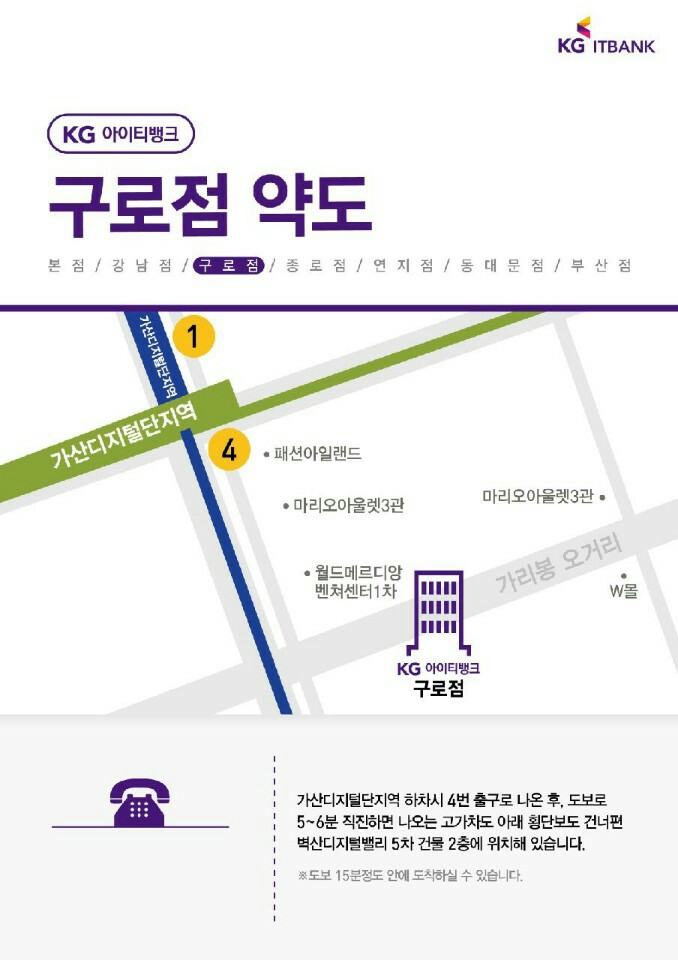 KG ITBANK
KG 아이티뱅크
구로점 약도
본점/강남점/구로점/종로점/연지점/동대문점/부산점
가산디지털단지역
1
가산디지털단지역
4
• 패션아일랜드
• 마리오아울렛3관
마리오아울렛3관 •
• 월드메르디앙
벤쳐센터1차
가리봉 오거리
W몰
KG 아이티뱅크
구로점
가산디지털단지역 하차시 4번 출구로 나온 후, 도보로
5~6분 직진하면 나오는 고가차도 아래 횡단보도 건너편
벽산디지털밸리 5차 건물 2층에 위치해 있습니다.
※도보 15분정도 안에 도착하실 수 있습니다.